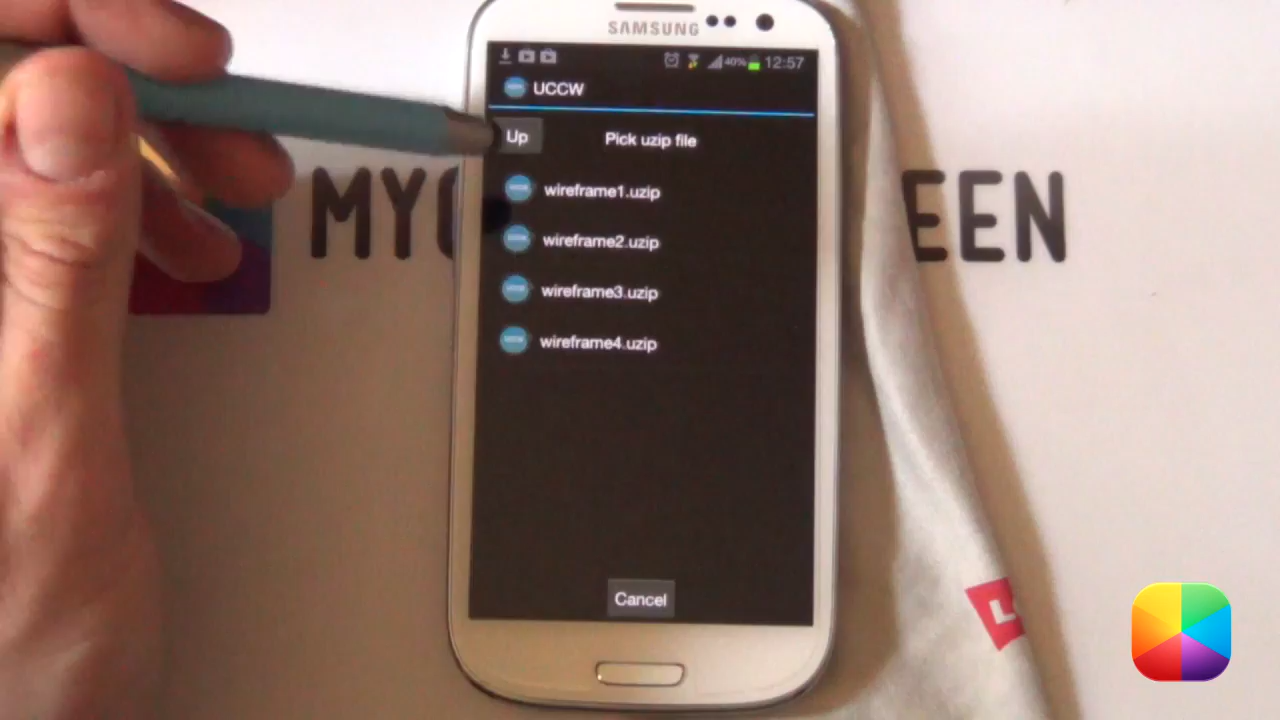 SAMSUNG
40% 12:57
UCCW
Up Pick uzip file
wireframe1.uzip
wireframe2.uzip
wireframe3.uzip
wireframe4.uzip
Cancel
MYC EEN